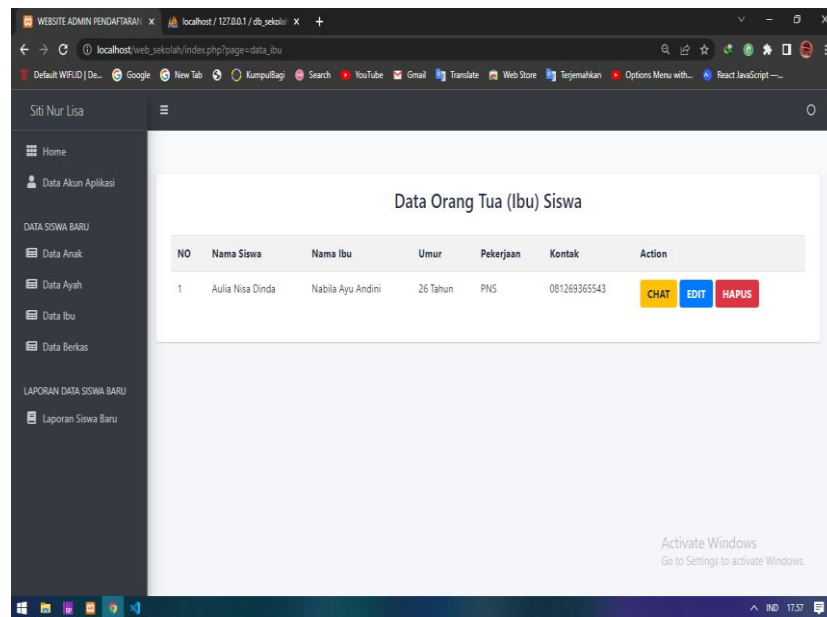 WEBSITE ADMIN PENDAFTARAN
localhost / 127.0.0.1 / db_sekolah
localhost/web_sekolah/index.php?page=data_ibu
Default WIFI.ID | De... Google New Tab KumpulBagi Search YouTube Gmail Translate Web Store Terjemahkan Options Menu with... React JavaScript —...
Siti Nur Lisa
Home
Data Akun Aplikasi
DATA SISWA BARU
Data Anak
Data Ayah
Data Ibu
Data Berkas
LAPORAN DATA SISWA BARU
Laporan Siswa Baru
Data Orang Tua (Ibu) Siswa
NO Nama Siswa Nama Ibu Umur Pekerjaan Kontak Action
1 Aulia Nisa Dinda Nabila Ayu Andini 26 Tahun PNS 081269365543 CHAT EDIT HAPUS
Activate Windows
Go to Settings to activate Windows.
IND 17.57